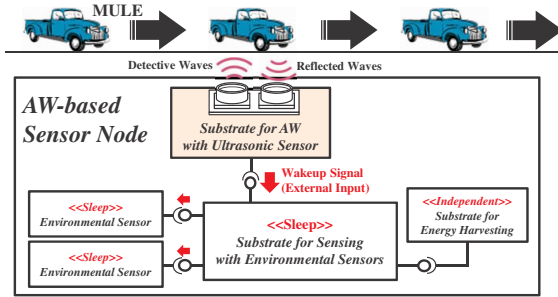 MULE
Detective Waves
Reflected Waves
AW-based
Sensor Node
Substrate for AW
with Ultrasonic Sensor
Wakeup Signal
(External Input)
<<Sleep>>
Environmental Sensor
<<Sleep>>
Environmental Sensor
<<Sleep>>
Substrate for Sensing
with Environmental Sensors
<<Independent>>
Substrate for
Energy Harvesting